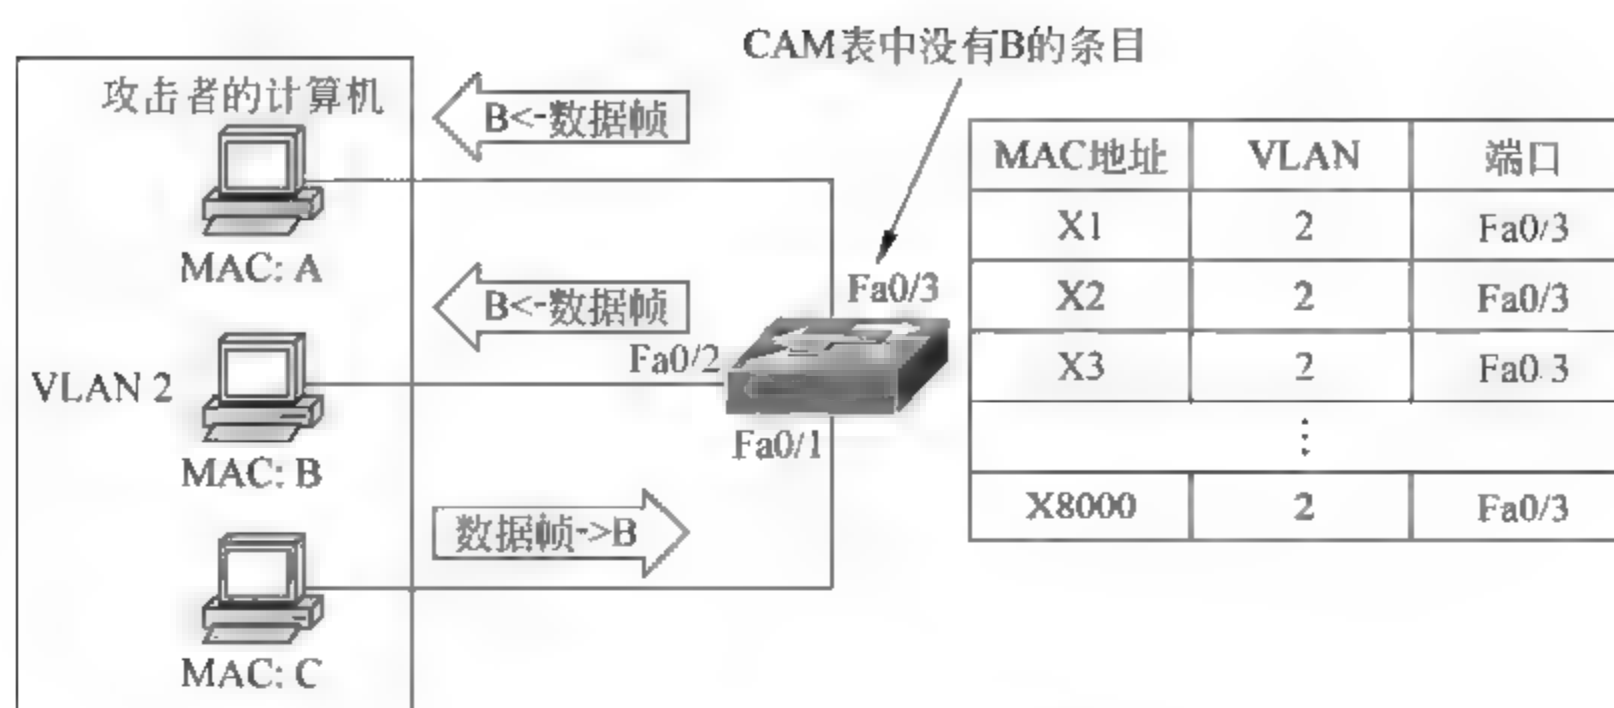 CAM表中没有B的条目
攻击者的计算机
B<-数据帧
MAC: A
B<-数据帧
Fa0/3
Fa0/2
VLAN 2
MAC: B
Fa0/1
数据帧->B
MAC: C
MAC地址 VLAN 端口
X1 2 Fa0/3
X2 2 Fa0/3
X3 2 Fa0.3
⋮
X8000 2 Fa0/3